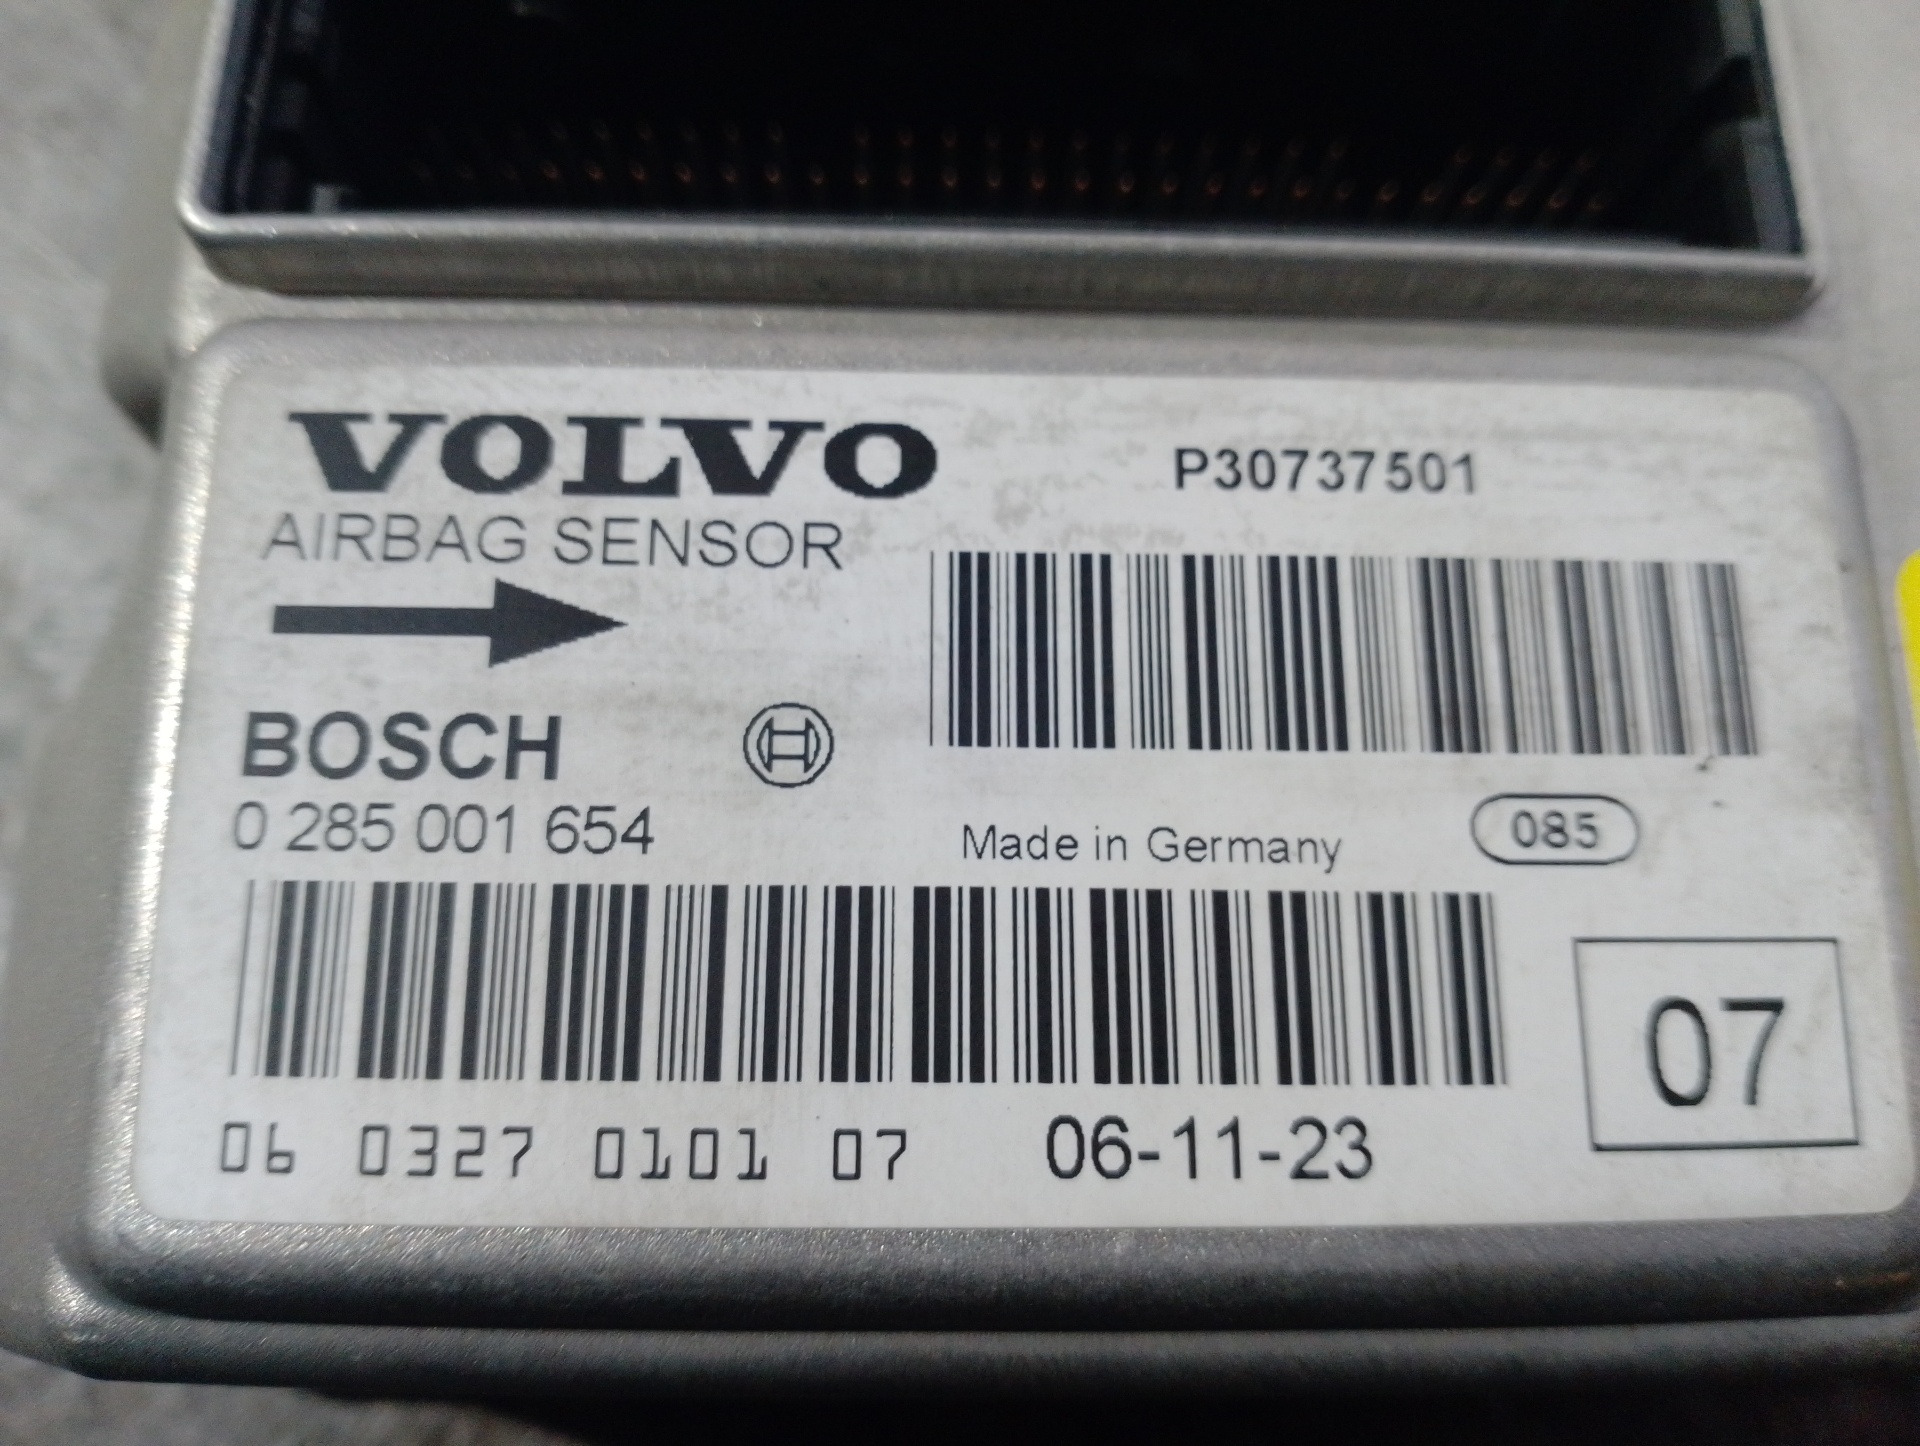 VOLVO
P30737501
AIRBAG SENSOR
BOSCH
0 285 001 654
Made in Germany
085
07
06 0327 0101 07
06-11-23